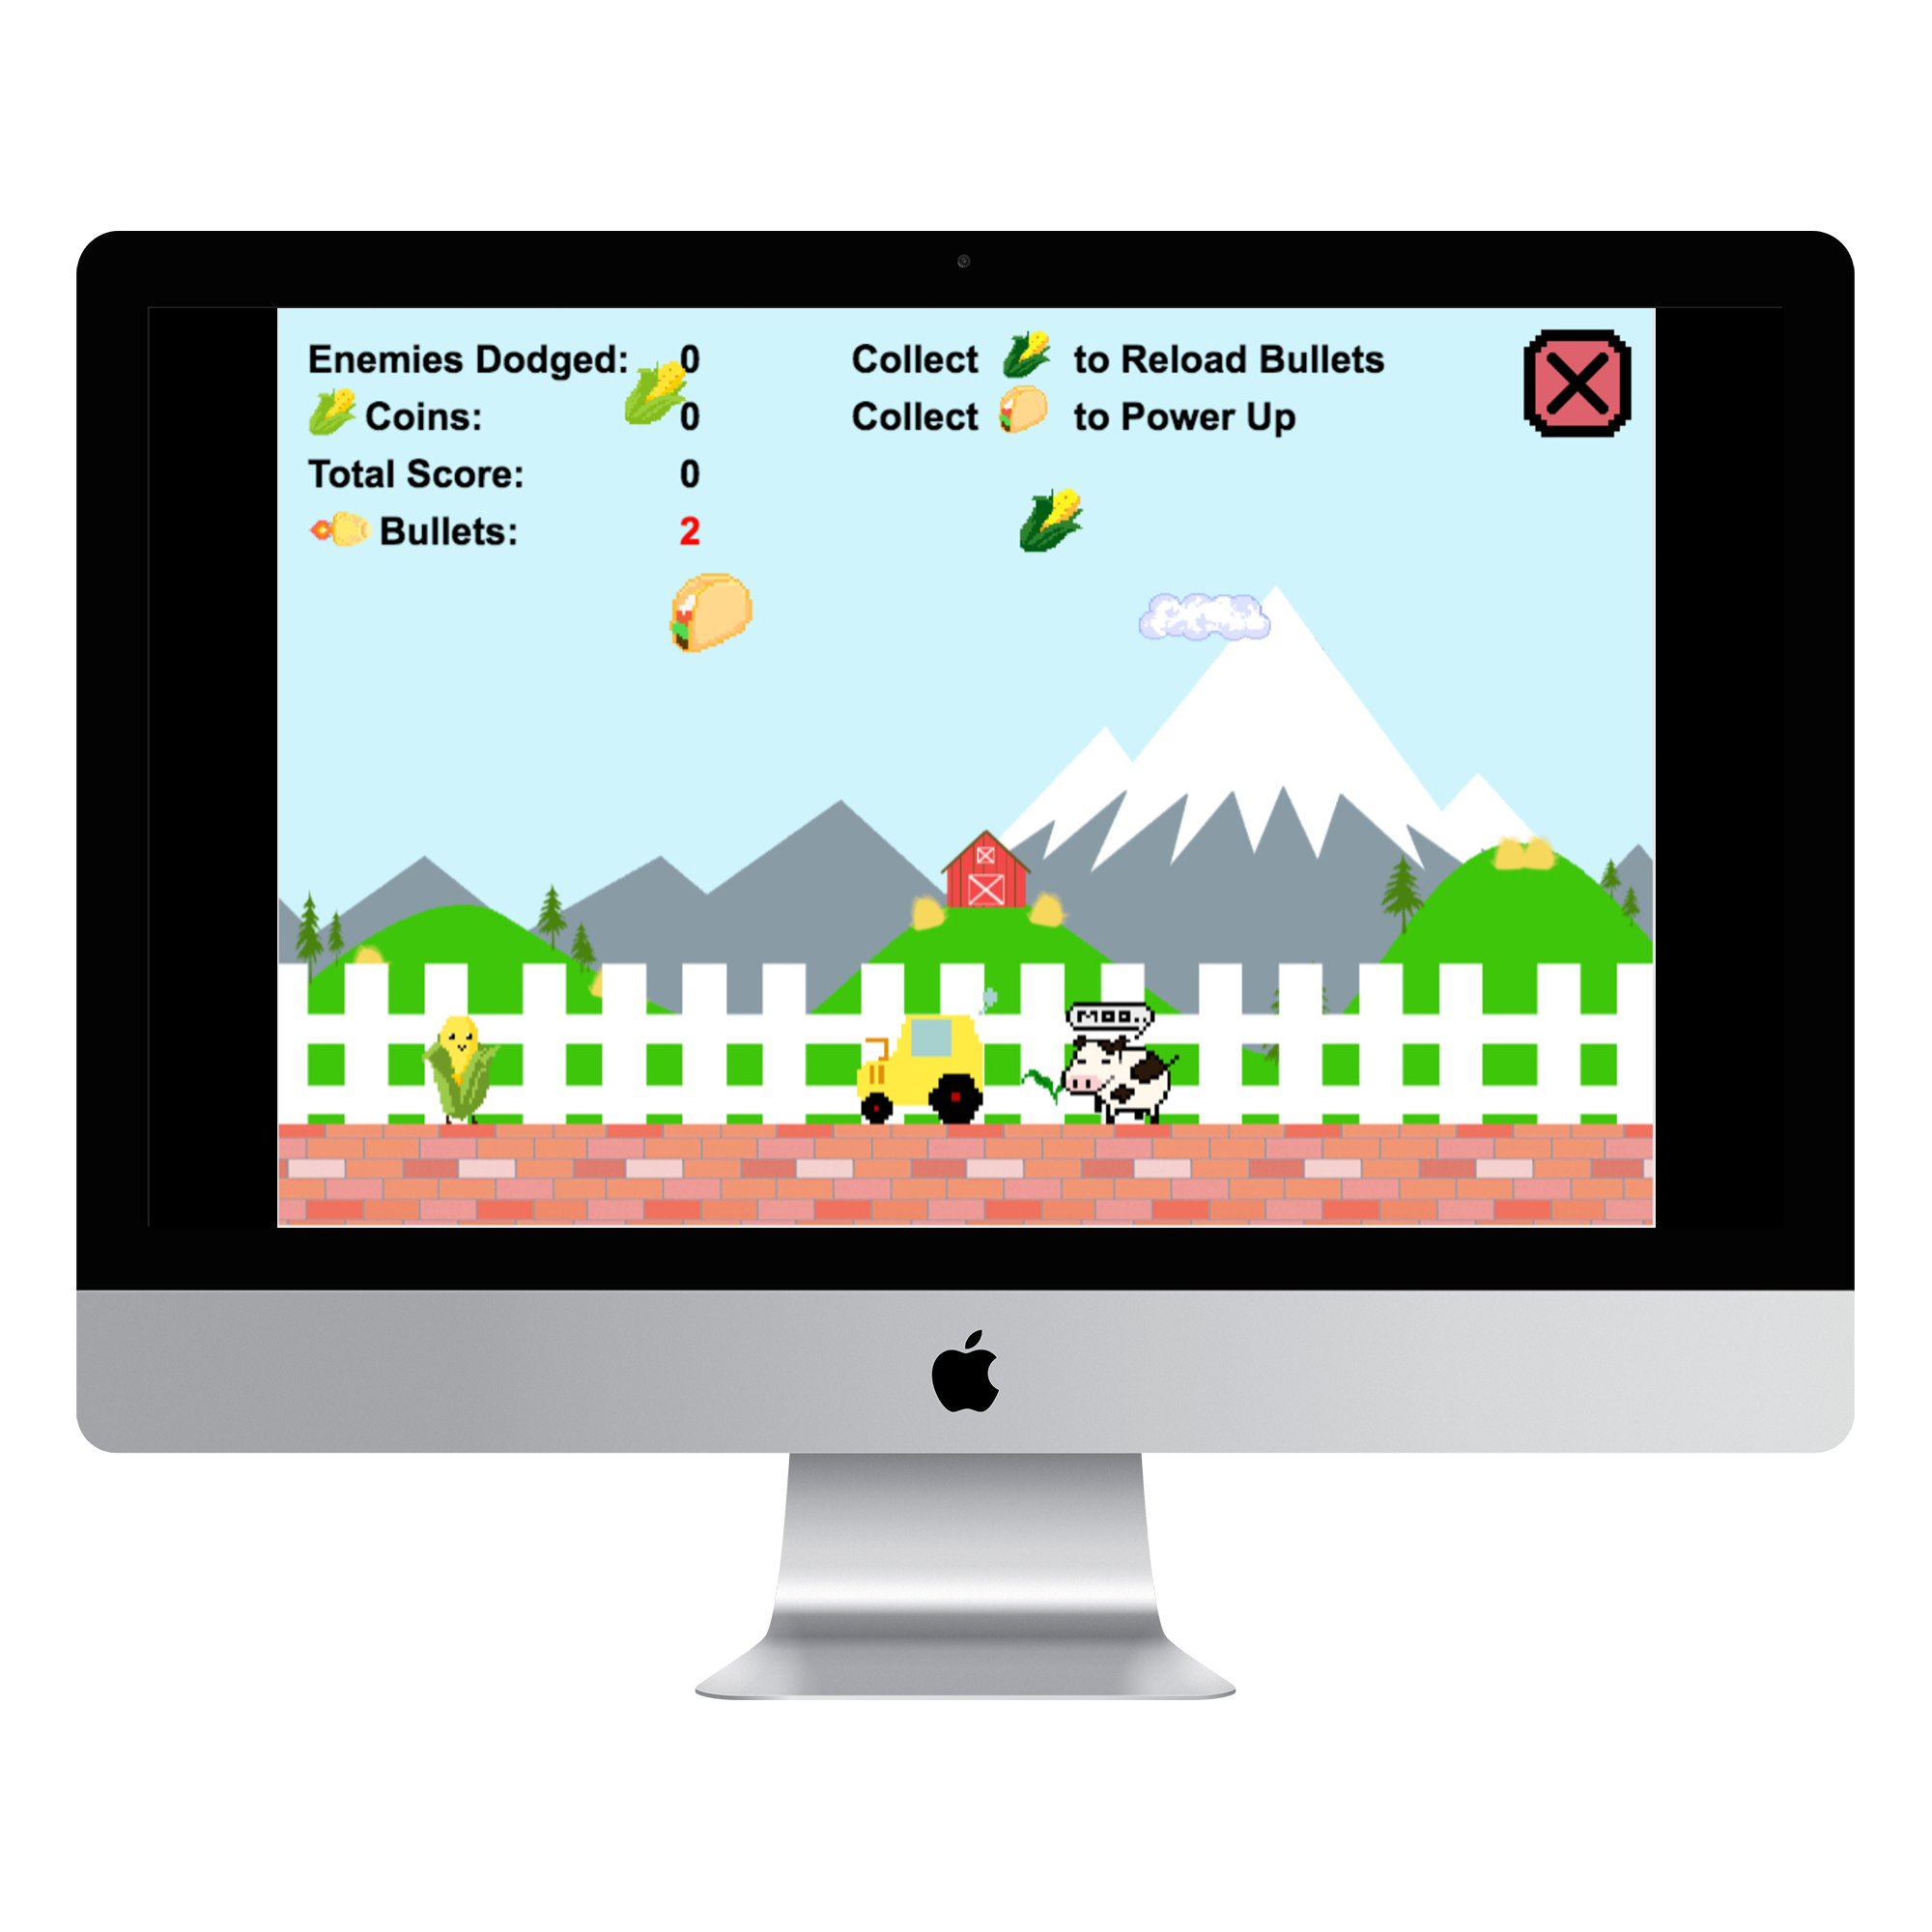 Enemies Dodged: 0
Coins: 0
Total Score: 0
Bullets: 2
Collect to Reload Bullets
Collect to Power Up
MOO..